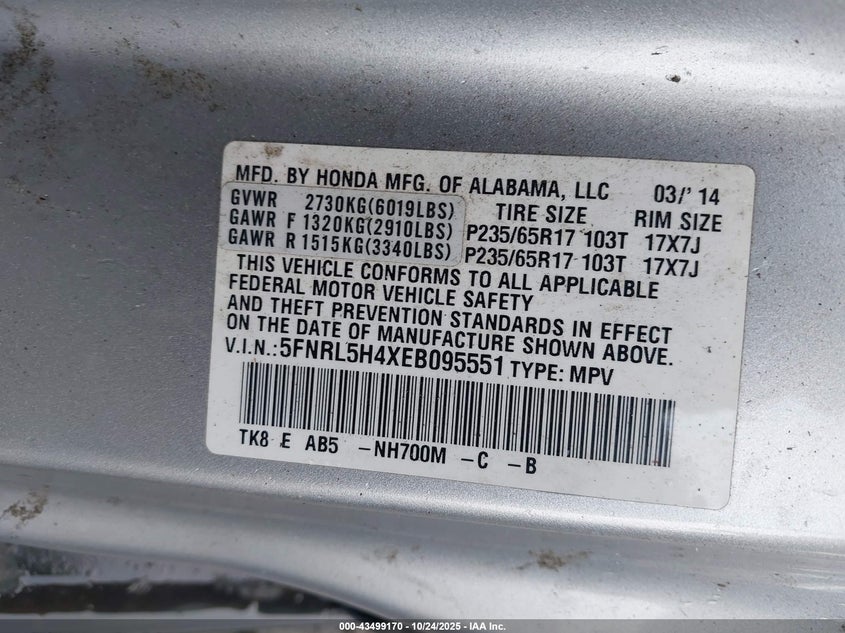 MFD. BY HONDA MFG. OF ALABAMA, LLC 03/'14
GVWR 2730KG(6019LBS) TIRE SIZE RIM SIZE
GAWR F 1320KG(2910LBS) P235/65R17 103T 17X7J
GAWR R 1515KG(3340LBS) P235/65R17 103T 17X7J
THIS VEHICLE CONFORMS TO ALL APPLICABLE
FEDERAL MOTOR VEHICLE SAFETY
AND THEFT PREVENTION STANDARDS IN EFFECT
ON THE DATE OF MANUFACTURE SHOWN ABOVE.
V.I.N.:5FNRL5H4XEB095551 TYPE: MPV
TK8 E AB5 -NH700M -C -B
000-43499170 - 10/24/2025 - IAA Inc.